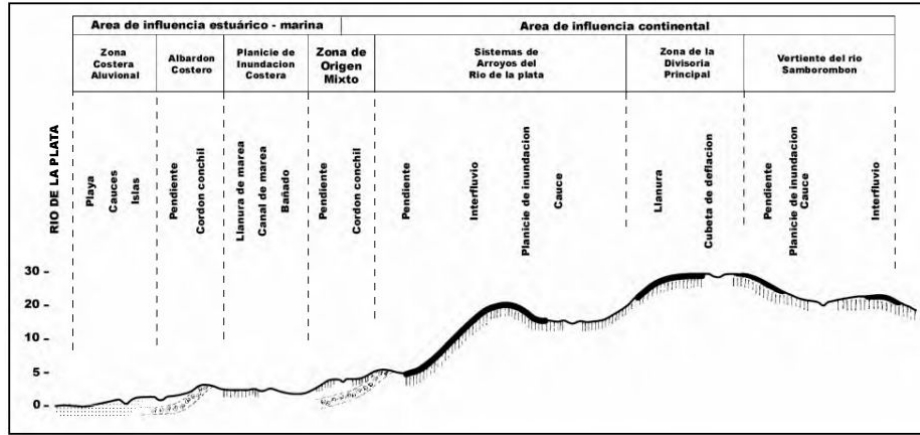 Area de influencia estuárico - marina
Area de influencia continental
Zona
Costera
Aluvional
Albardon
Costero
Planicie de
Inundacion
Costera
Zona de
Origen
Mixto
Sistemas de
Arroyos del
Rio de la plata
Zona de la
Divisoria
Principal
Vertiente del rio
Samborombon
RIO DE LA PLATA
Playa
Cauces
Islas
Pendiente
Cordon conchil
Llanura de marea
Canal de marea
Bañado
Pendiente
Cordon conchil
Pendiente
Interfluvio
Planicie de inundacion
Cauce
Llanura
Cubeta de deflacion
Pendiente
Planicie de inundacion
Cauce
Interfluvio
30 -
20 -
10 -
5 -
0 -